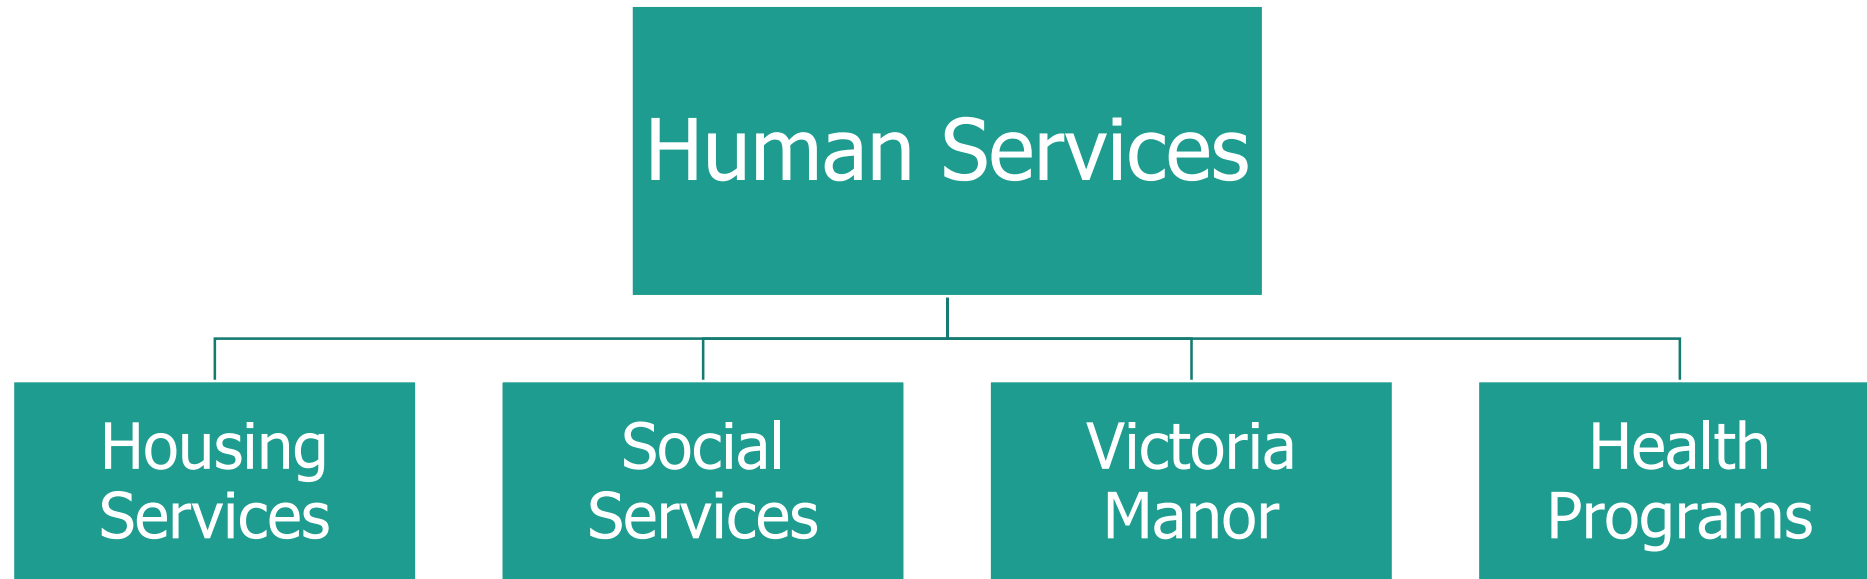 Human Services
Housing
Services
Social
Services
Victoria
Manor
Health
Programs